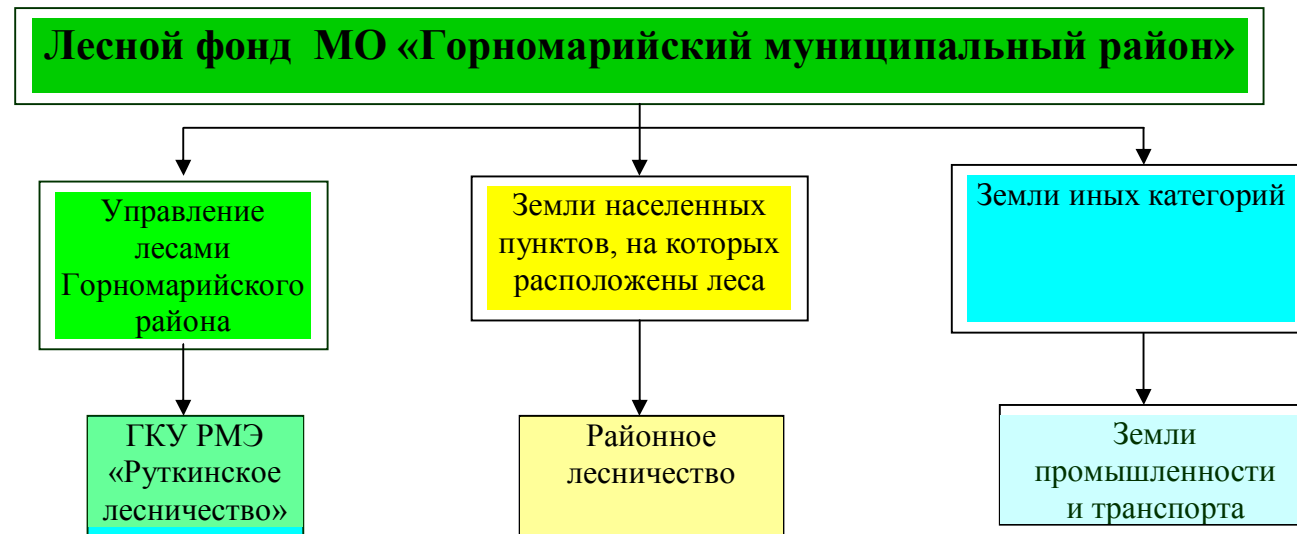 Лесной фонд МО «Горномарийский муниципальный район»
Управление
лесами
Горномарийского
района
Земли населенных
пунктов, на которых
расположены леса
Земли иных категорий
ГКУ РМЭ
«Руткинское
лесничество»
Районное
лесничество
Земли
промышленности
и транспорта